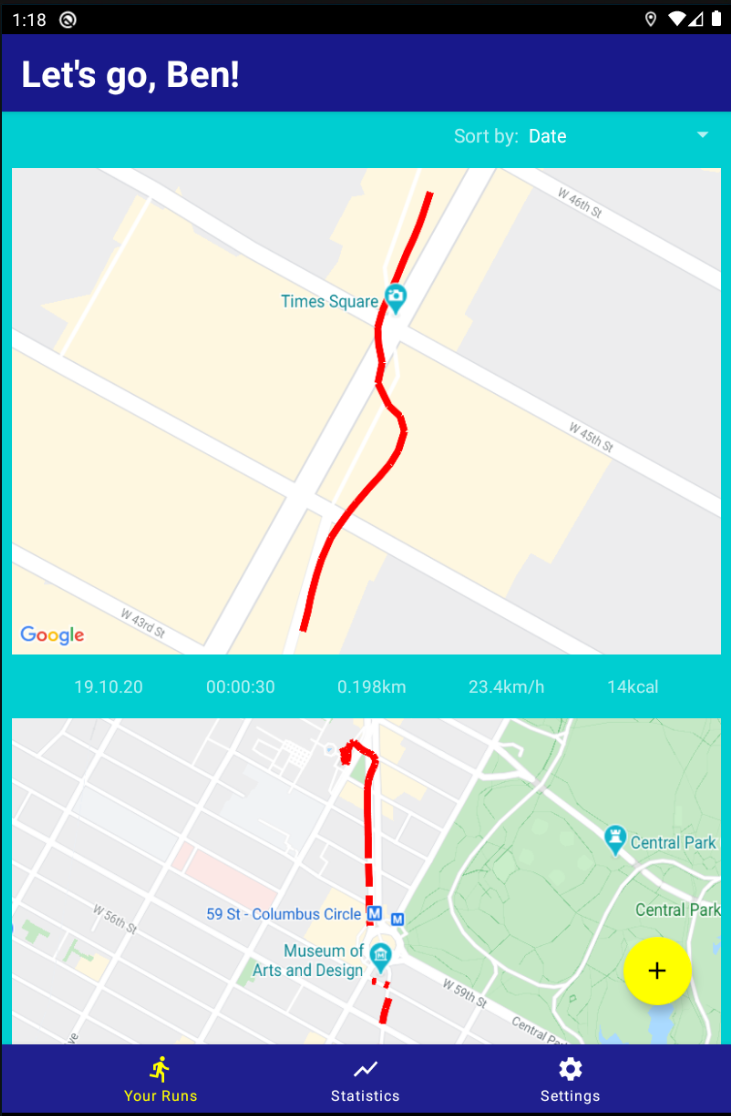 1:18
Let's go, Ben!
Sort by: Date
W 46th St
Times Square
W 45th St
W 43rd St
Google
19.10.20 00:00:30 0.198km 23.4km/h 14kcal
Central Park
Central Park
W 56th St
59 St - Columbus Circle M M
Museum of
Arts and Design
W 59th St
Central Pa
ve
+
Your Runs Statistics Settings